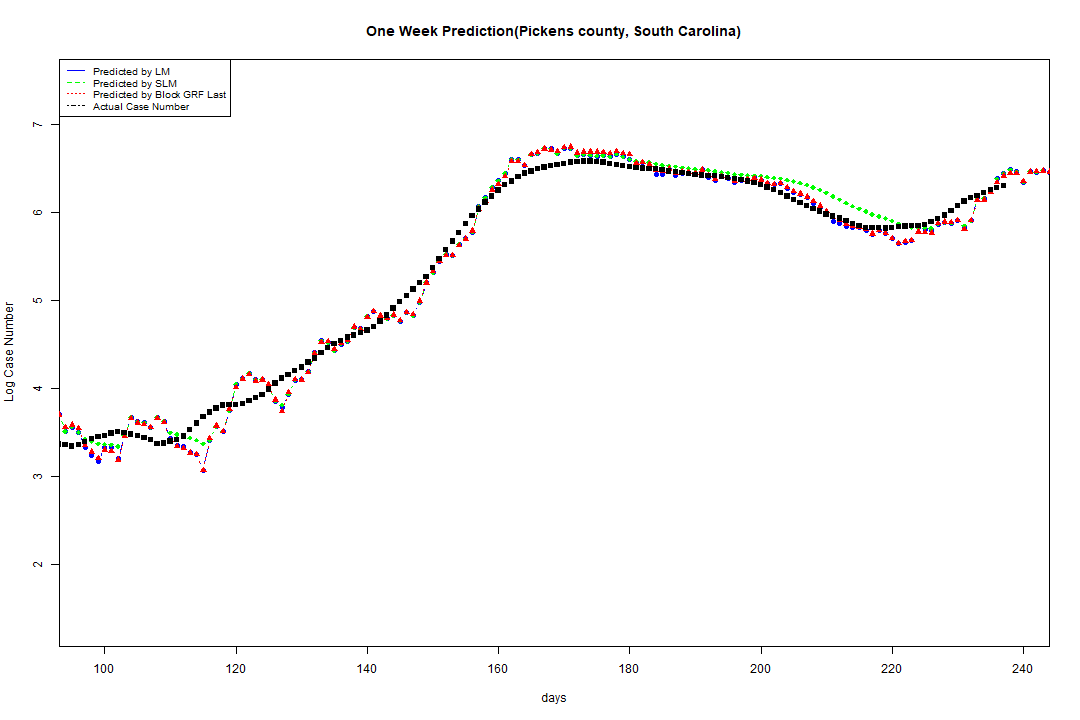 One Week Prediction(Pickens county, South Carolina)
Predicted by LM
Predicted by SLM
Predicted by Block GRF Last
Actual Case Number
7
6
5
4
3
2
Log Case Number
100 120 140 160 180 200 220 240
days